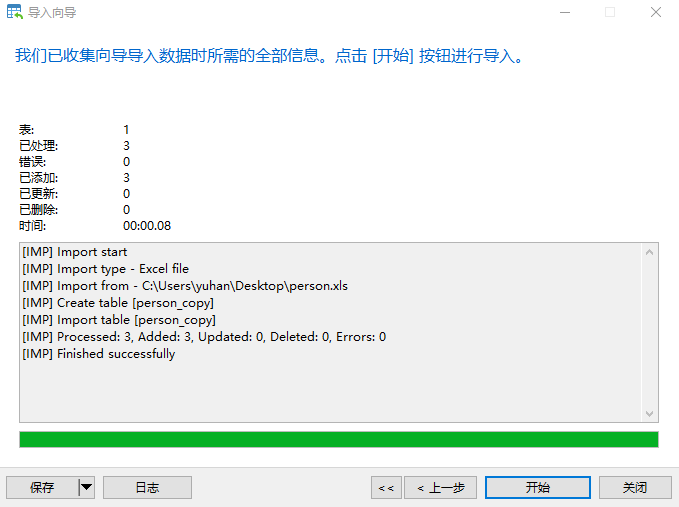 导入向导
我们已收集向导导入数据时所需的全部信息。点击 [开始] 按钮进行导入。
表: 1
已处理: 3
错误: 0
已添加: 3
已更新: 0
已删除: 0
时间: 00:00.08
[IMP] Import start
[IMP] Import type - Excel file
[IMP] Import from - C:\Users\yuhan\Desktop\person.xls
[IMP] Create table [person_copy]
[IMP] Import table [person_copy]
[IMP] Processed: 3, Added: 3, Updated: 0, Deleted: 0, Errors: 0
[IMP] Finished successfully
保存 日志 << < 上一步 开始 关闭